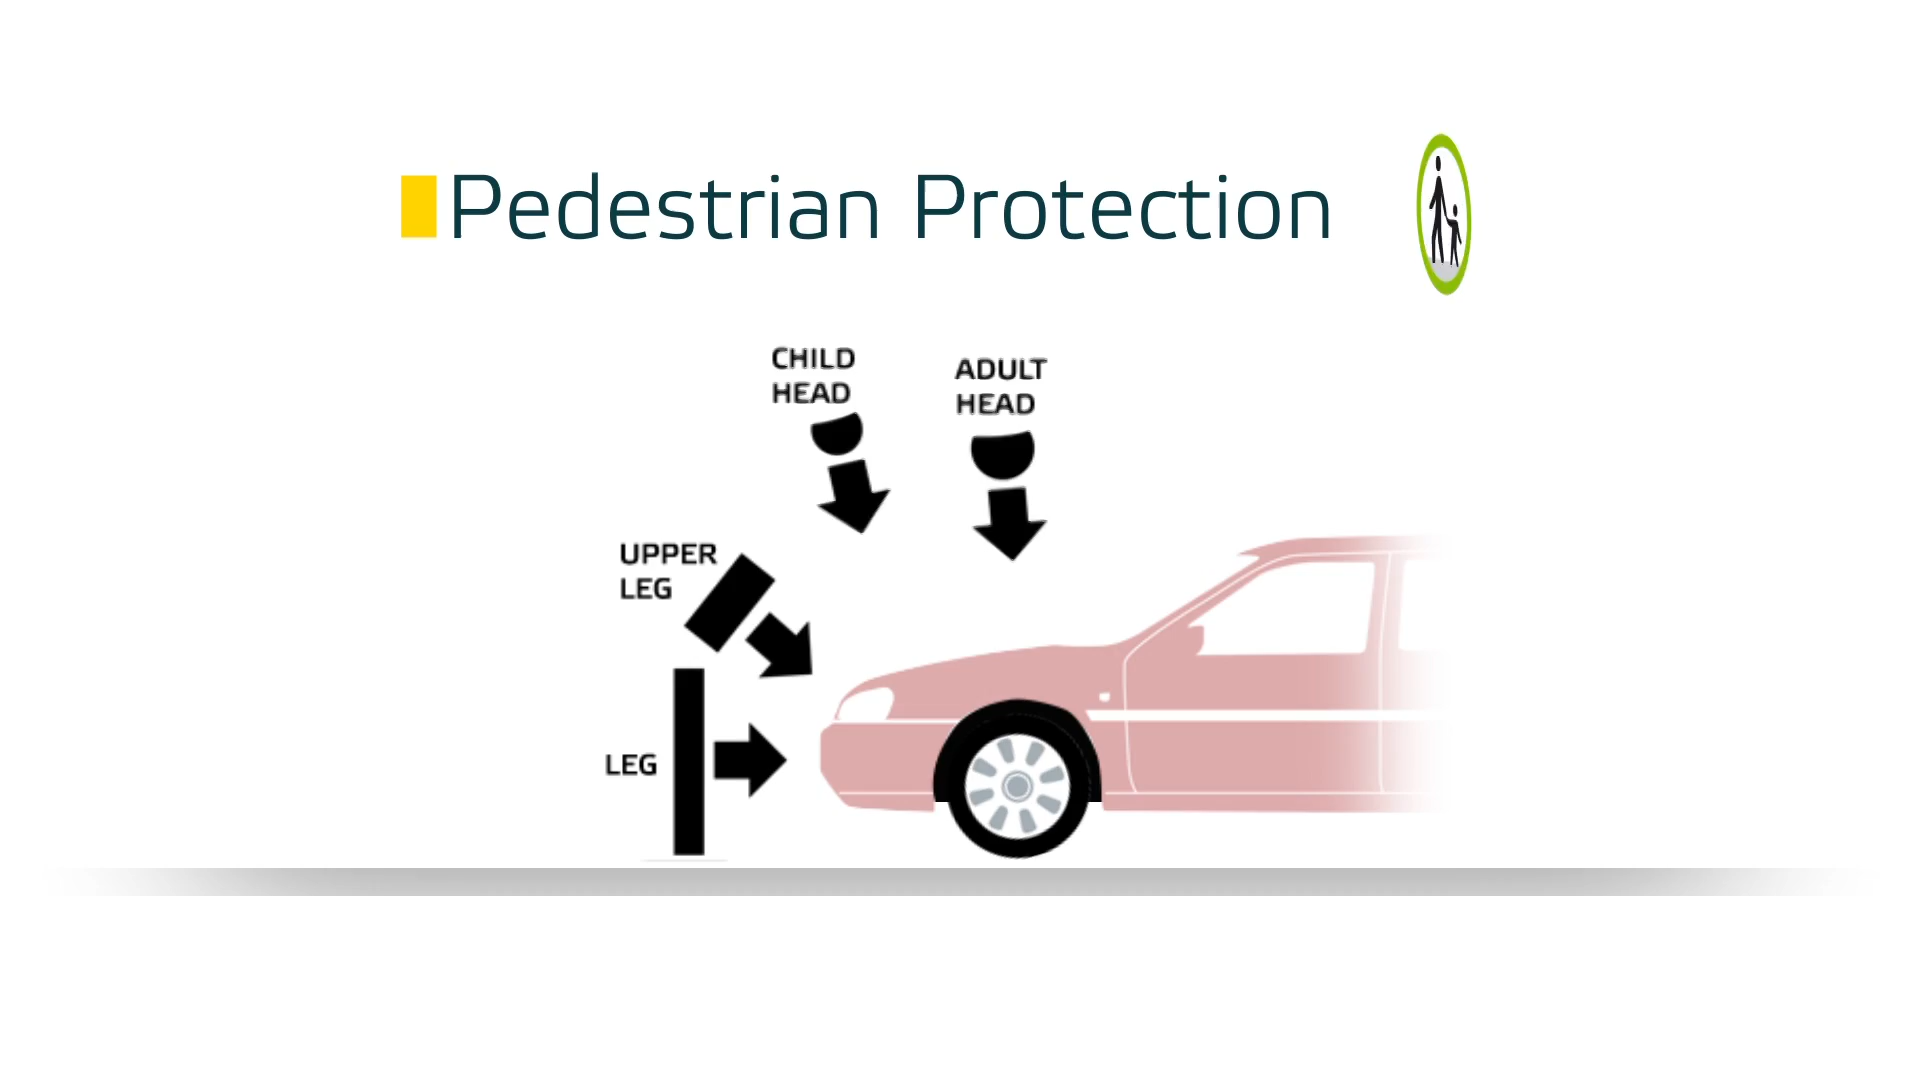 Pedestrian Protection
CHILD
HEAD
ADULT
HEAD
UPPER
LEG
LEG